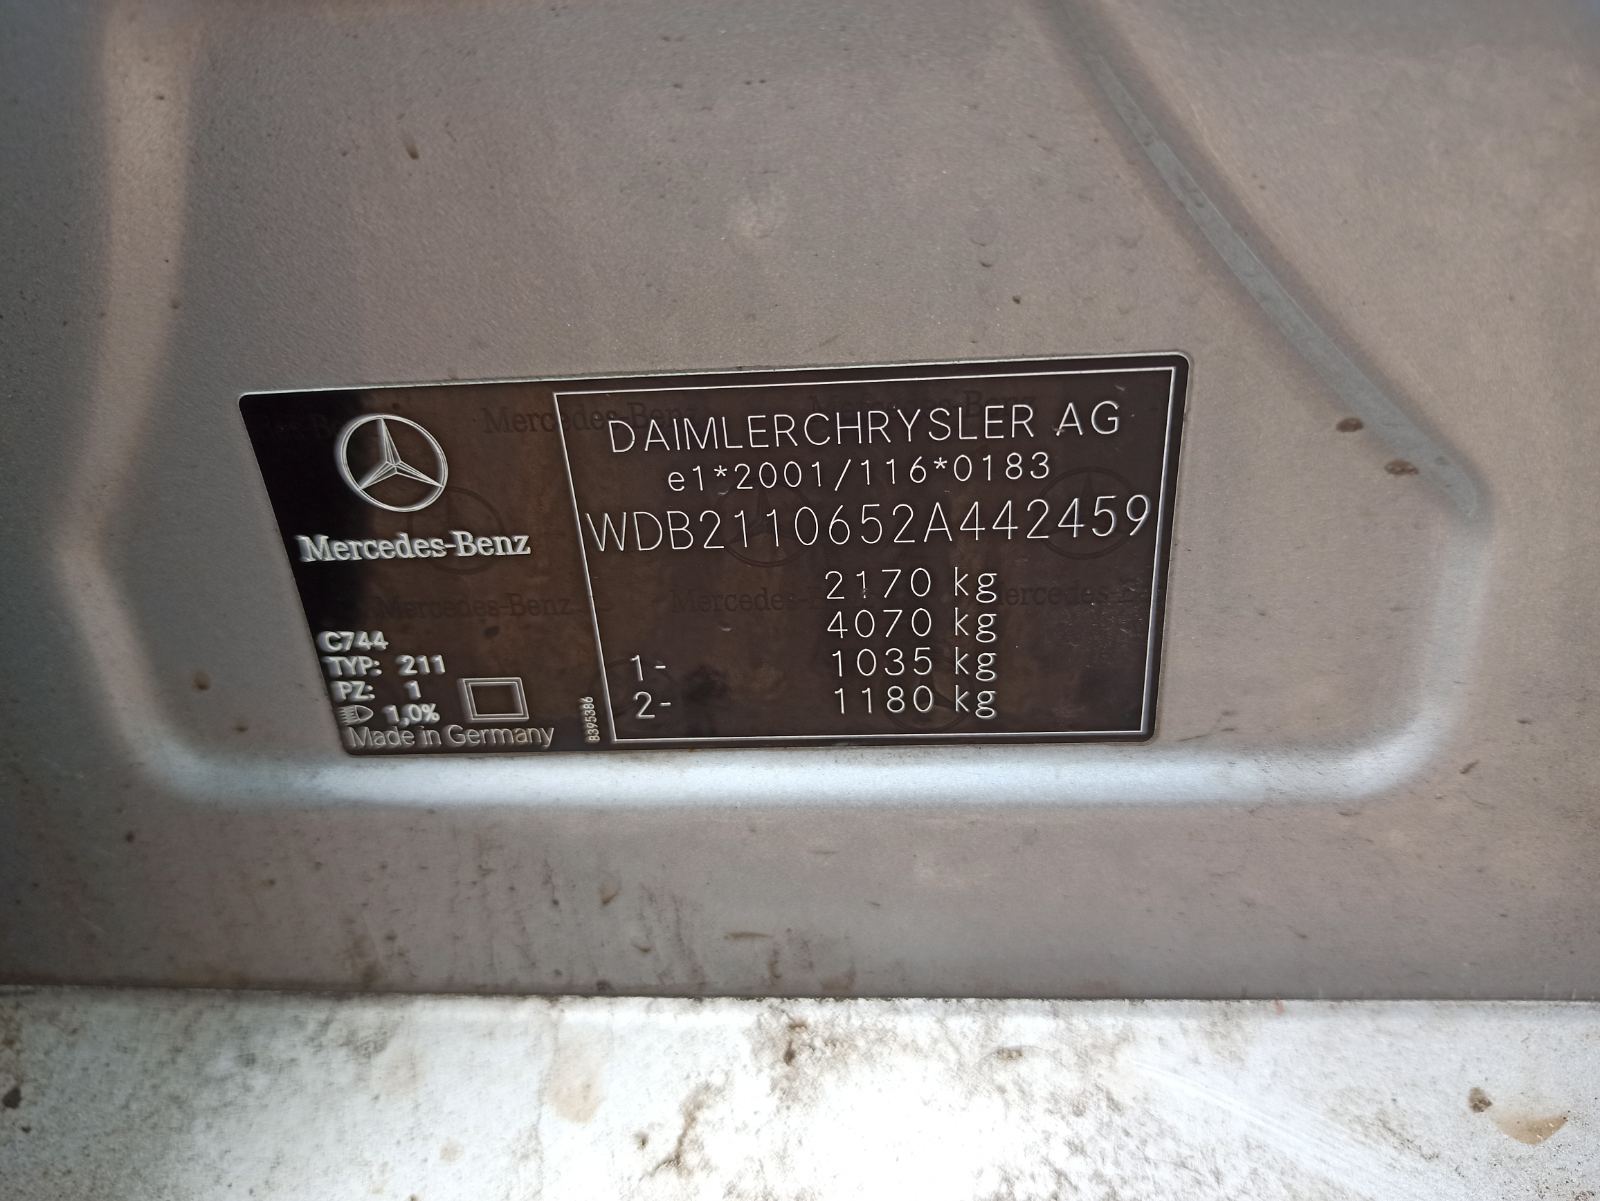 Mercedes-Benz
C744
TYP: 211
PZ: 1
1,0%
Made in Germany
8395386
DAIMLERCHRYSLER AG
e1*2001/116*0183
WDB2110652A442459
2170 kg
4070 kg
1- 1035 kg
2- 1180 kg